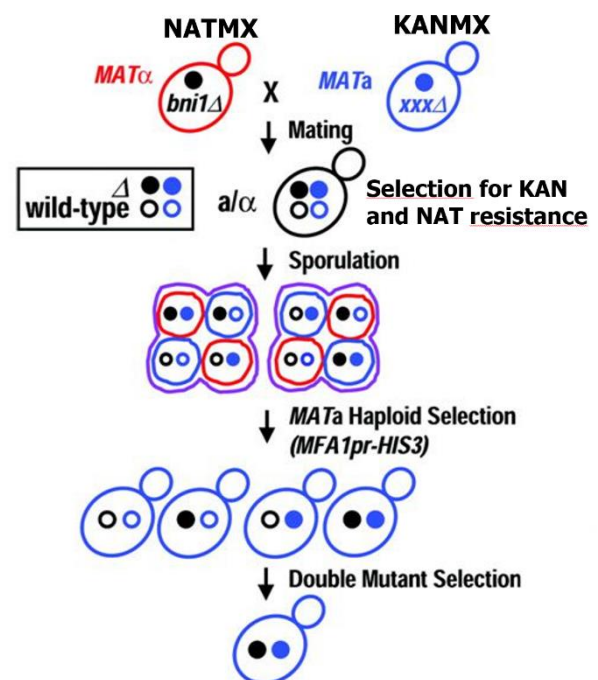 NATMX
KANMX
MATα
bni1Δ
X
MATa
xxxΔ
Mating
Δ
wild-type
a/α
Selection for KAN
and NAT resistance
Sporulation
MATa Haploid Selection
(MFA1pr-HIS3)
Double Mutant Selection